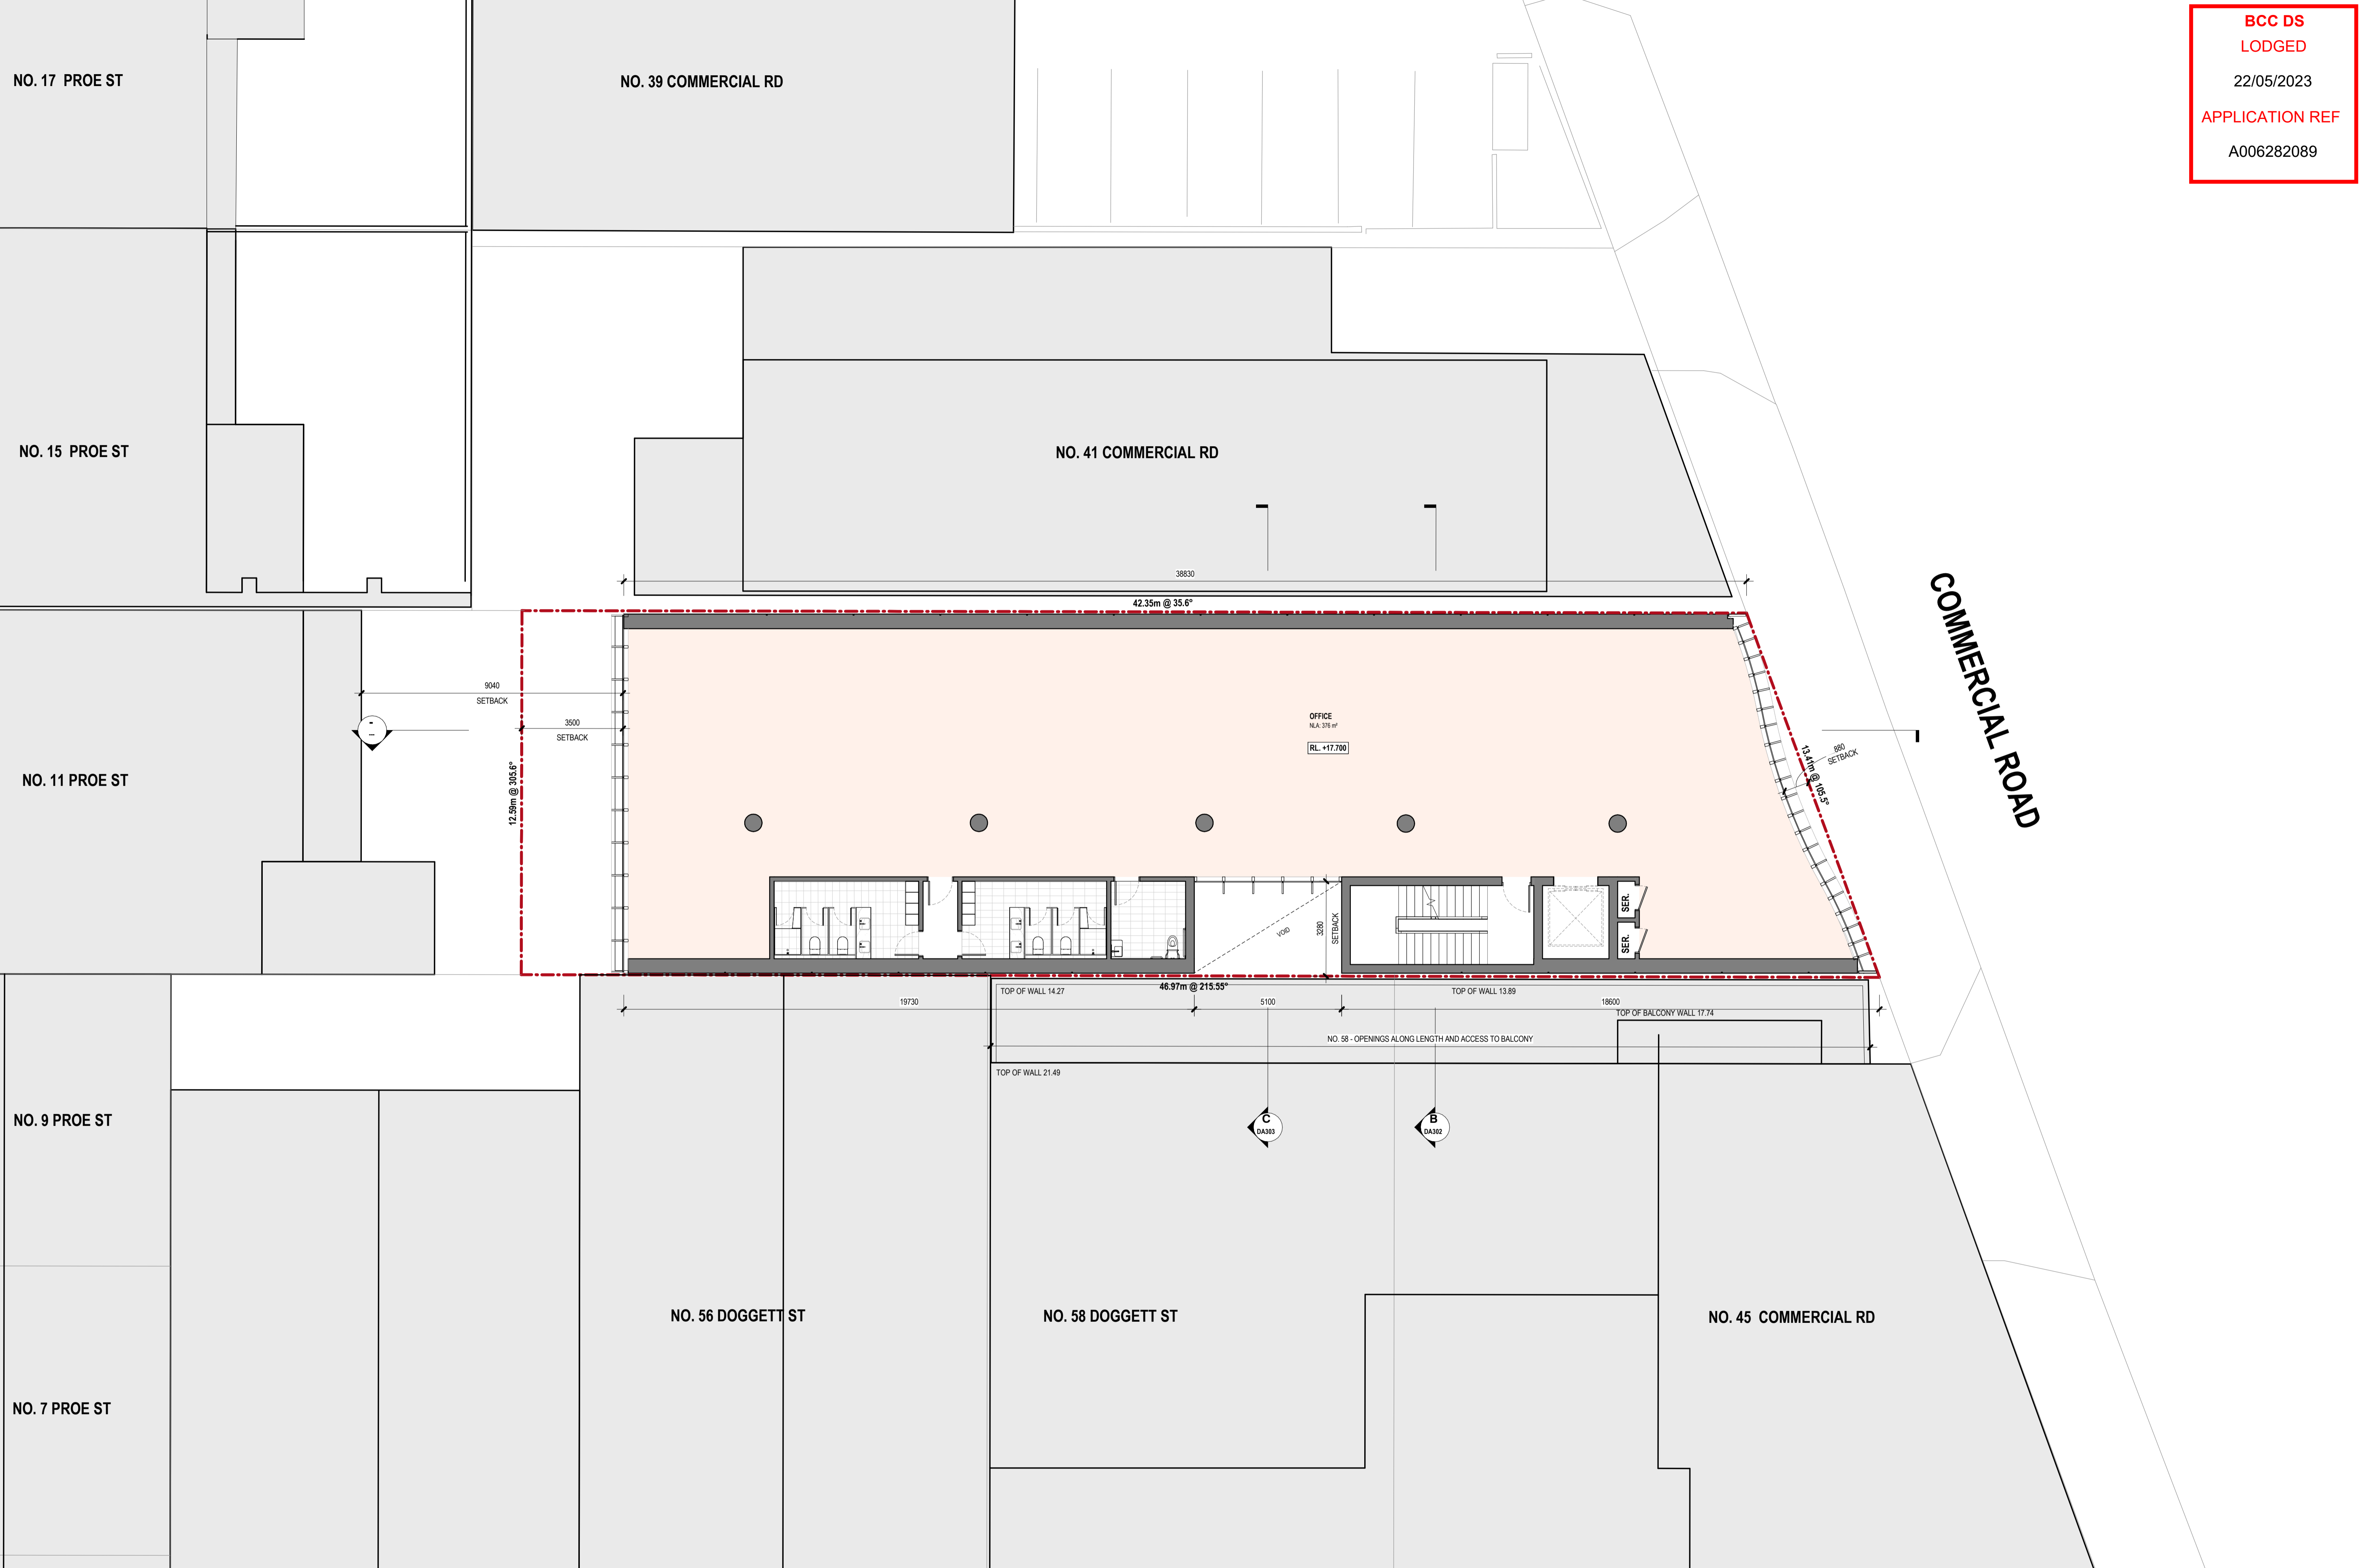 BCC DS
LODGED
22/05/2023
APPLICATION REF
A006282089
NO. 17 PROE ST
NO. 39 COMMERCIAL RD
NO. 15 PROE ST
NO. 41 COMMERCIAL RD
38830
42.35m @ 35.6°
COMMERCIAL ROAD
9040
SETBACK
3500
SETBACK
OFFICE
NLA: 376 m²
RL. +17.700
-
---
880
SETBACK
13.41m @ 105.5°
NO. 11 PROE ST
12.59m @ 305.6°
SER.
SER.
VOID
3280
SETBACK
46.97m @ 215.55°
TOP OF WALL 14.27
TOP OF WALL 13.89
19730
5100
18600
TOP OF BALCONY WALL 17.74
NO. 58 - OPENINGS ALONG LENGTH AND ACCESS TO BALCONY
TOP OF WALL 21.49
C
DA303
B
DA302
NO. 9 PROE ST
NO. 56 DOGGETT ST
NO. 58 DOGGETT ST
NO. 45 COMMERCIAL RD
NO. 7 PROE ST